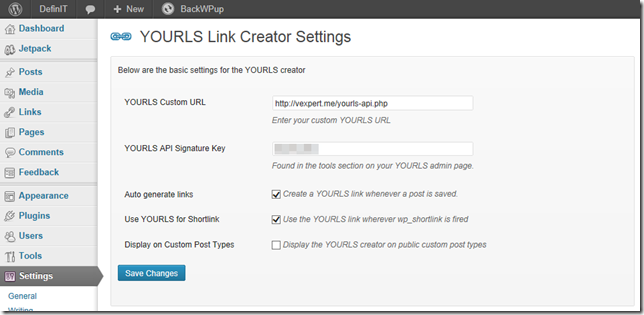 DefinIT
+ New
BackWPup
Dashboard
Jetpack
Posts
Media
Links
Pages
Comments
Feedback
Appearance
Plugins
Users
Tools
Settings
General
Writing
YOURLS Link Creator Settings
Below are the basic settings for the YOURLS creator
YOURLS Custom URL
http://vexpert.me/yourls-api.php
Enter your custom YOURLS URL
YOURLS API Signature Key
Found in the tools section on your YOURLS admin page.
Auto generate links
Create a YOURLS link whenever a post is saved.
Use YOURLS for Shortlink
Use the YOURLS link wherever wp_shortlink is fired
Display on Custom Post Types
Display the YOURLS creator on public custom post types
Save Changes